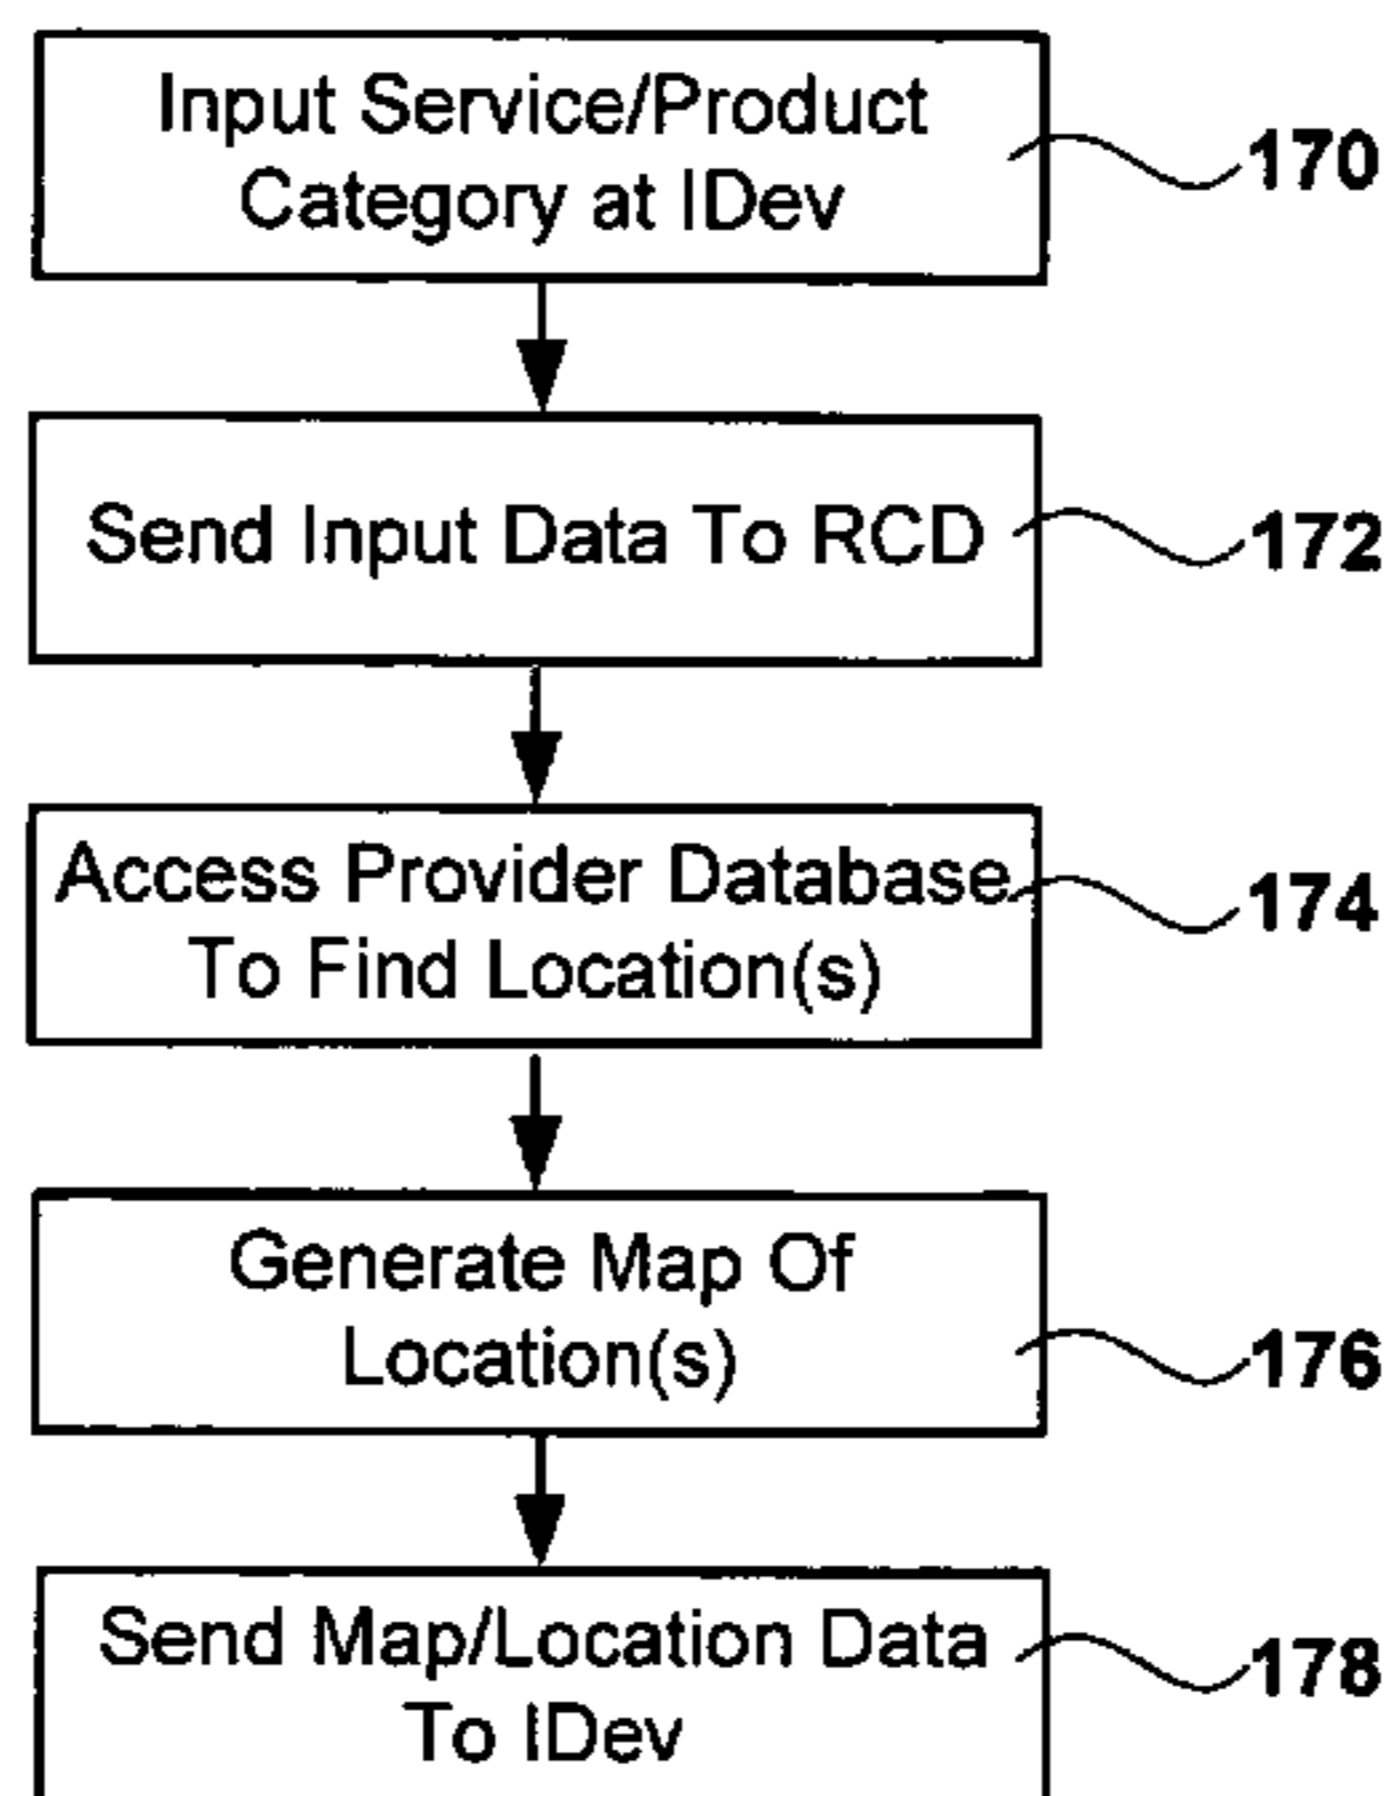 Input Service/Product
Category at IDev
170
Send Input Data To RCD
172
Access Provider Database
To Find Location(s)
174
Generate Map Of
Location(s)
176
Send Map/Location Data
To IDev
178